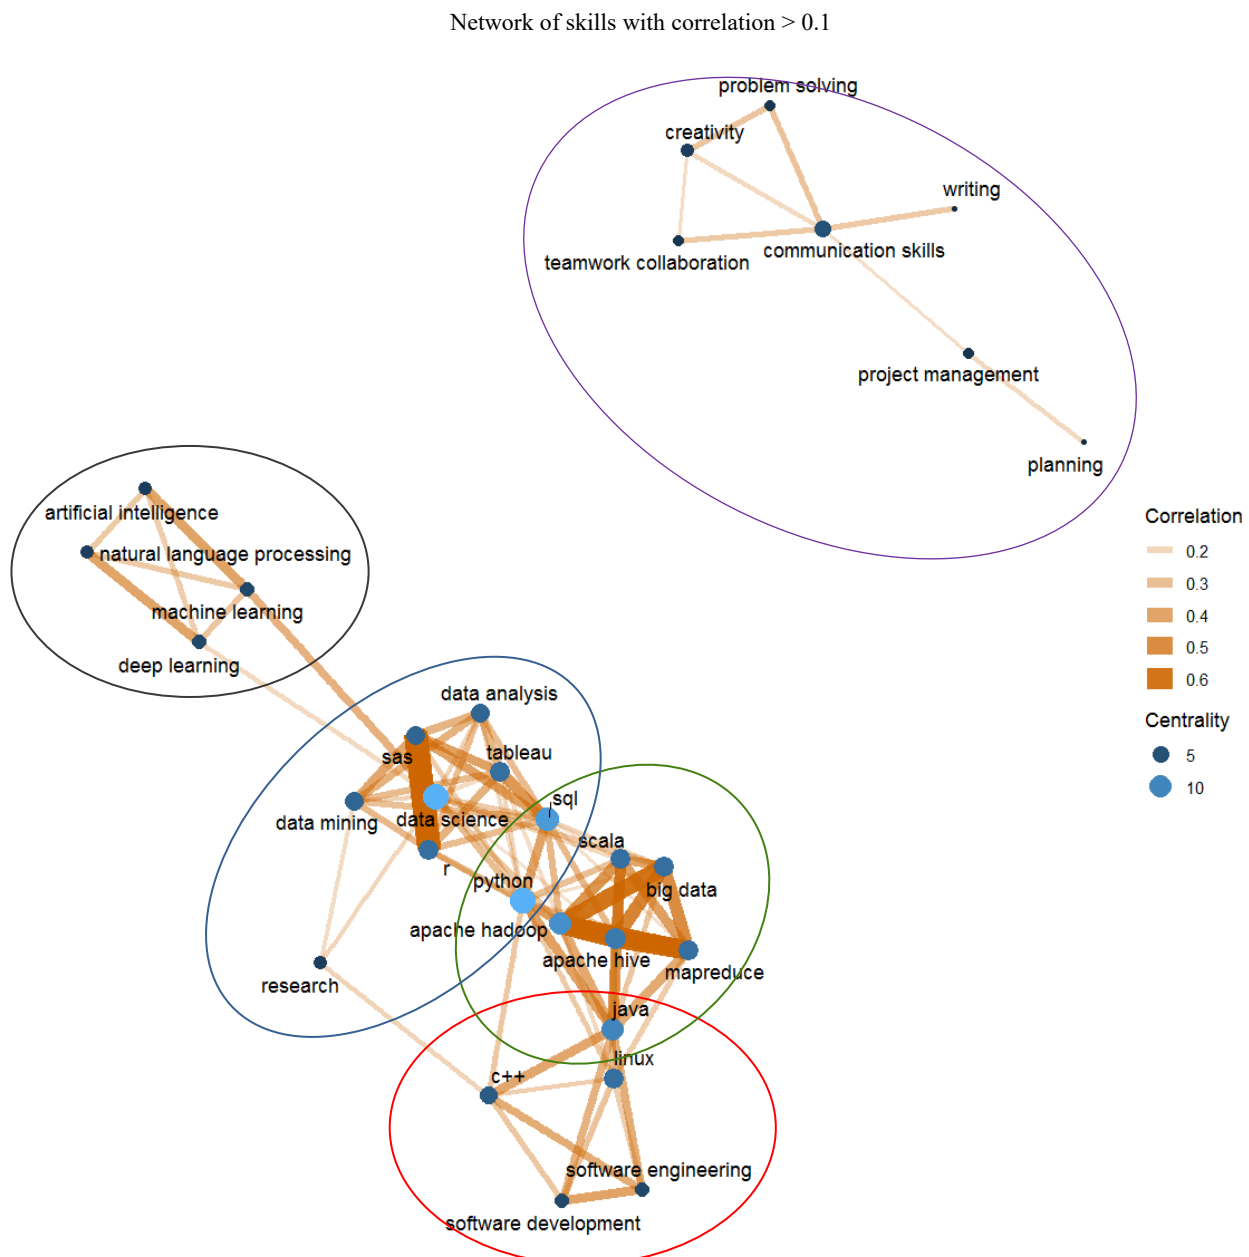 Network of skills with correlation > 0.1
problem solving
creativity
writing
communication skills
teamwork collaboration
project management
planning
artificial intelligence
natural language processing
machine learning
deep learning
Correlation
0.2
0.3
0.4
0.5
0.6
Centrality
5
10
data analysis
tableau
sas
sql
data mining
data science
scala
r
python
big data
apache hadoop
apache hive
mapreduce
research
java
linux
c++
software engineering
software development